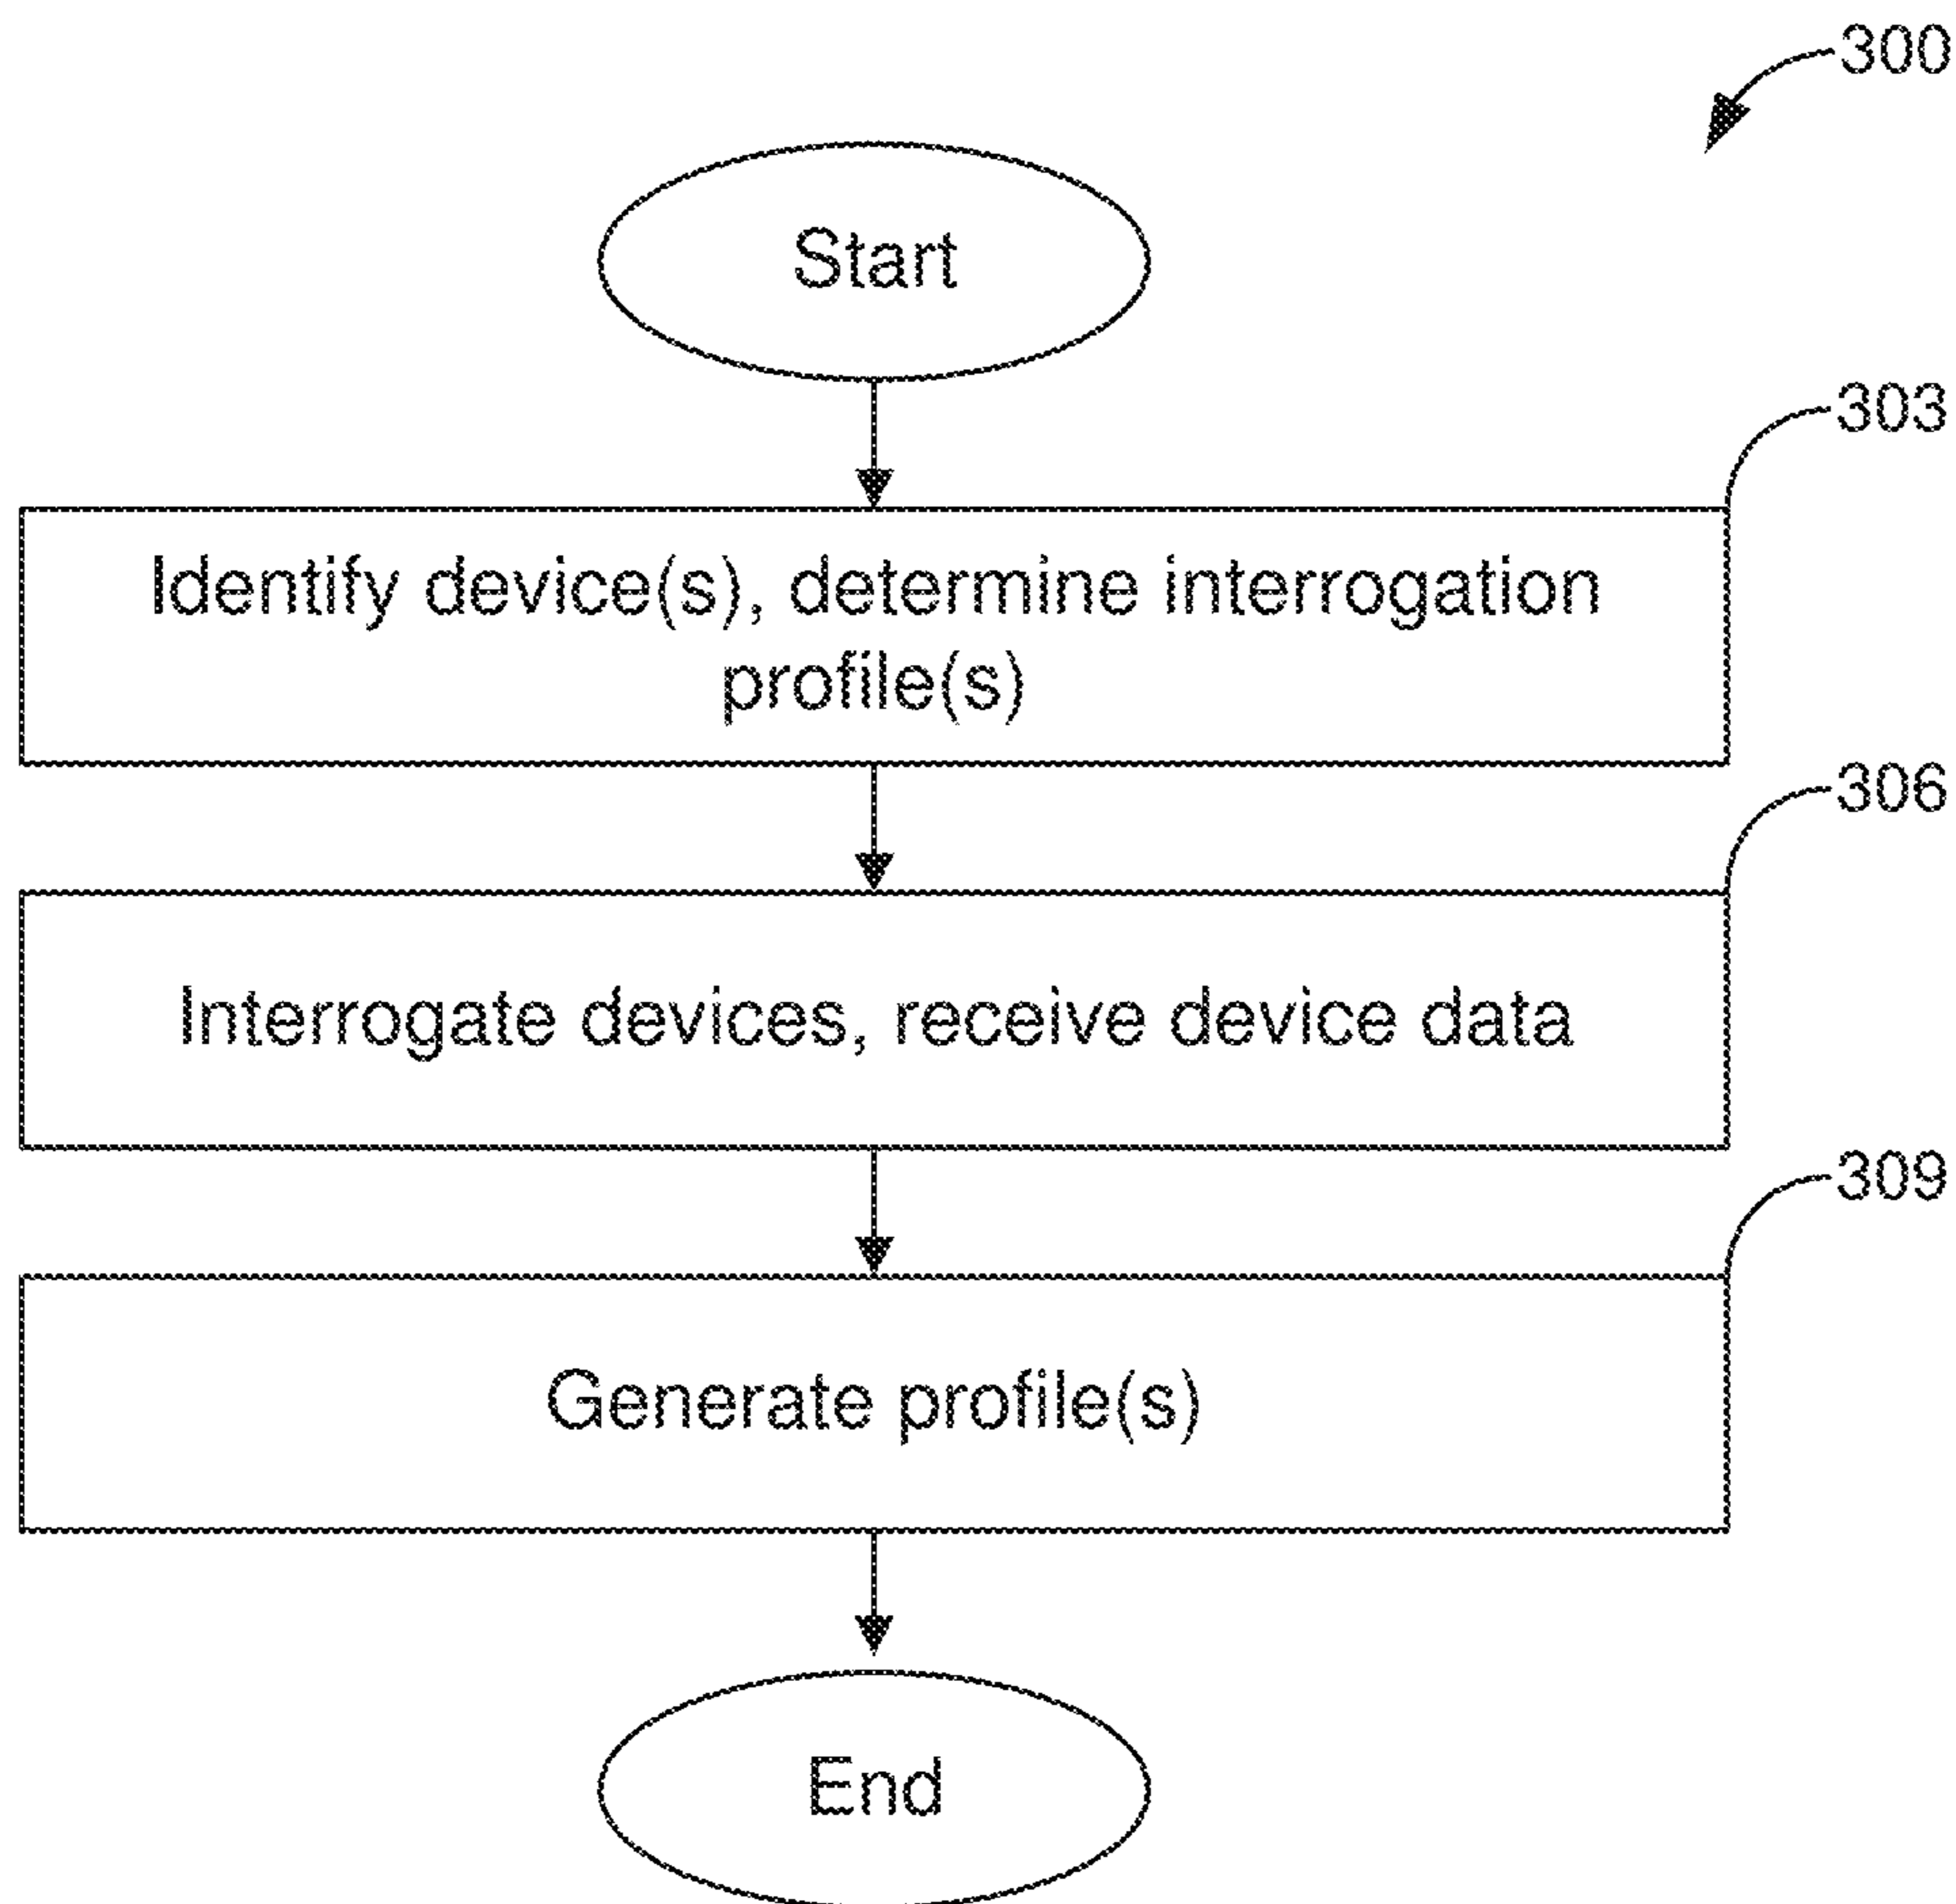 300
Start
303
Identify device(s), determine interrogation
profile(s)
306
Interrogate devices, receive device data
309
Generate profile(s)
End